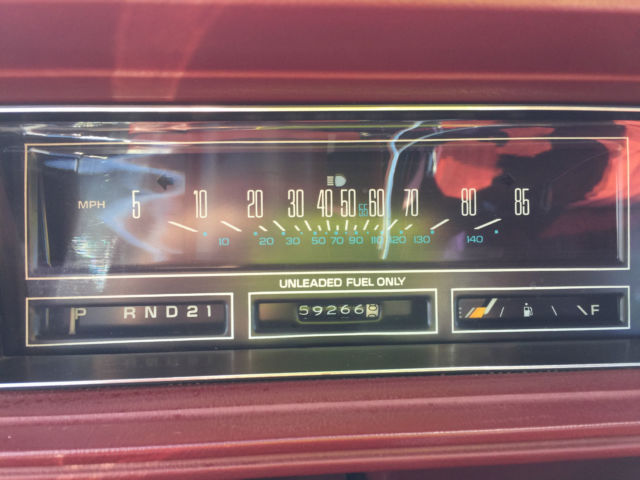 MPH 5 10 20 30 40 50 55 60 70 80 85
10 20 30 50 70 90 110 120 130 140
UNLEADED FUEL ONLY
P R N D 2 1
59266
F